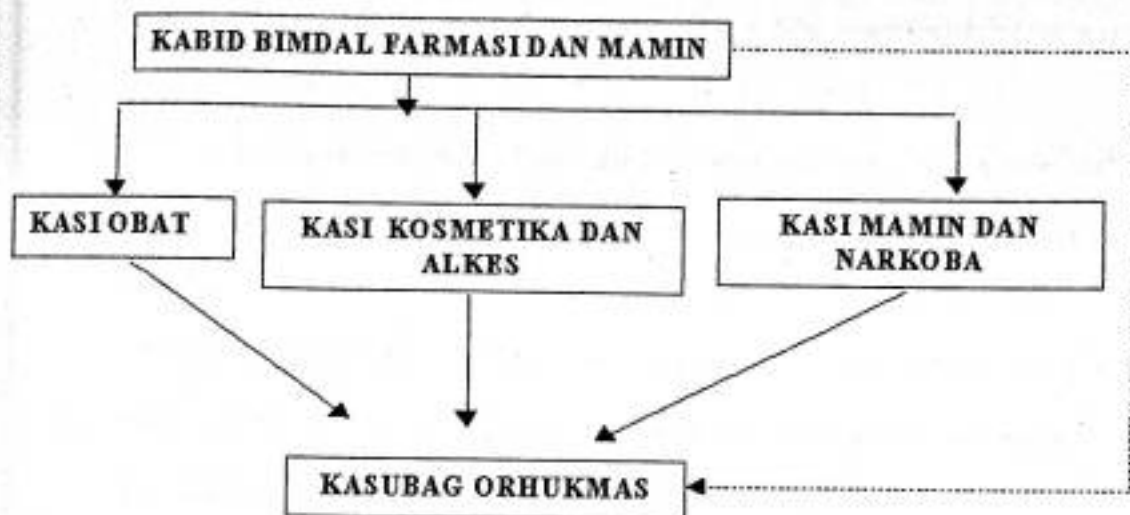 KABID BIMDAL FARMASI DAN MAMIN
KASI OBAT
KASI KOSMETIKA DAN
ALKES
KASI MAMIN DAN
NARKOBA
KASUBAG ORHUKMAS